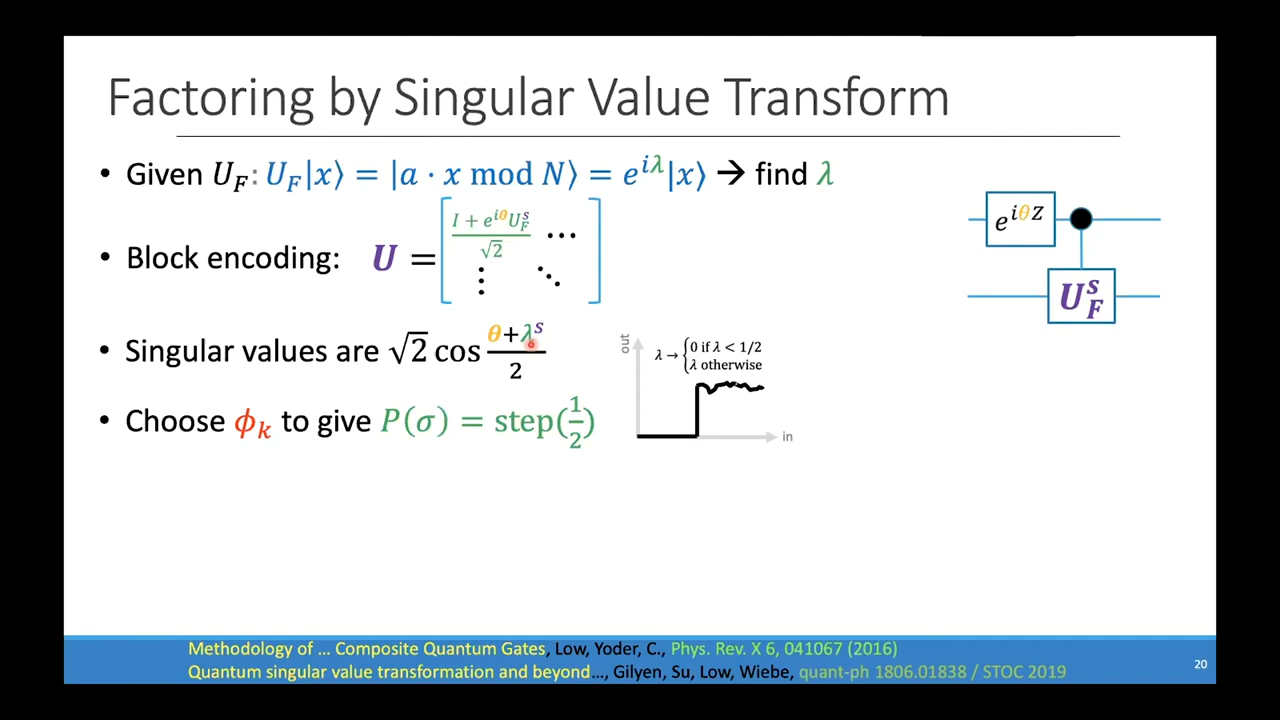 Factoring by Singular Value Transform
• Given U_F: U_F|x⟩ = |a · x mod N⟩ = e^{iλ}|x⟩ → find λ
• Block encoding: U = [ (I + e^{iθ}U_F^s)/√2 ⋯ ⋮ ⋱ ]
e^{iθZ}
U_F^s
• Singular values are √2 cos (θ+λ^s)/2
• Choose ϕ_k to give P(σ) = step(1/2)
out
λ → { 0 if λ < 1/2
λ otherwise
in
Methodology of … Composite Quantum Gates, Low, Yoder, C., Phys. Rev. X 6, 041067 (2016)
Quantum singular value transformation and beyond…, Gilyen, Su, Low, Wiebe, quant-ph 1806.01838 / STOC 2019
20